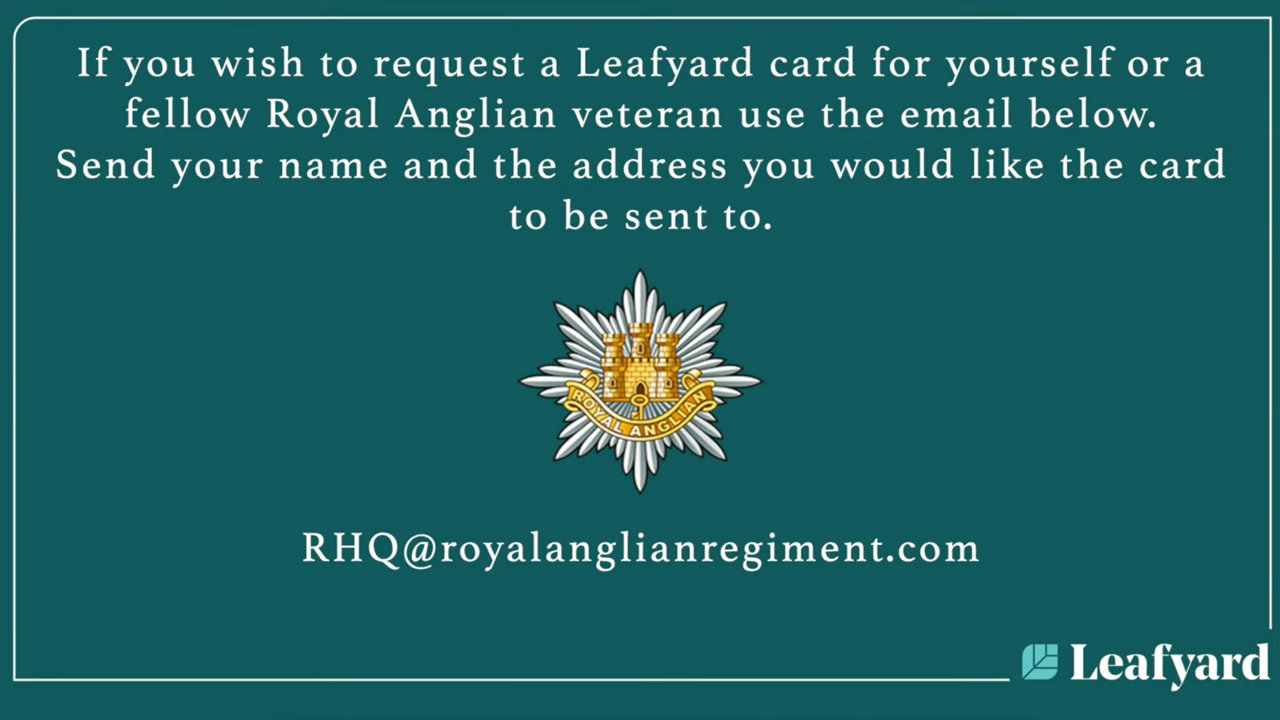 If you wish to request a Leafyard card for yourself or a
fellow Royal Anglian veteran use the email below.
Send your name and the address you would like the card
to be sent to.
ROYAL ANGLIAN
RHQ@royalanglianregiment.com
Leafyard